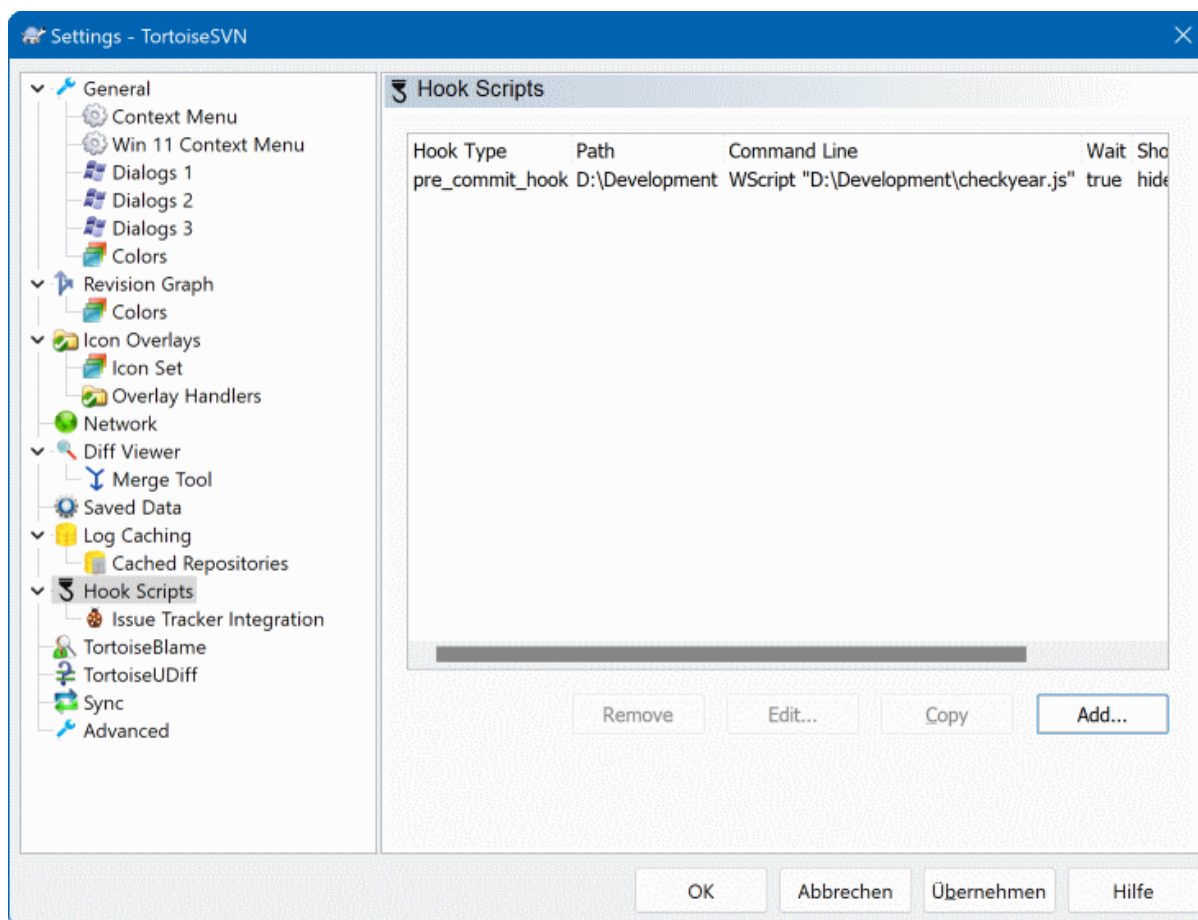 Settings - TortoiseSVN
General
Context Menu
Win 11 Context Menu
Dialogs 1
Dialogs 2
Dialogs 3
Colors
Revision Graph
Colors
Icon Overlays
Icon Set
Overlay Handlers
Network
Diff Viewer
Merge Tool
Saved Data
Log Caching
Cached Repositories
Hook Scripts
Issue Tracker Integration
TortoiseBlame
TortoiseUDiff
Sync
Advanced
Hook Scripts
Hook Type Path Command Line Wait Sho
pre_commit_hook D:\Development WScript "D:\Development\checkyear.js" true hide
Remove Edit... Copy Add...
OK Abbrechen Übernehmen Hilfe